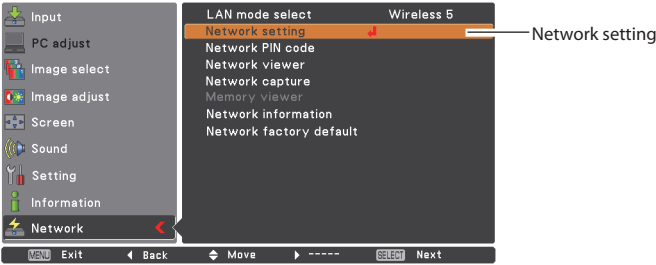 Input
PC adjust
Image select
Image adjust
Screen
Sound
Setting
Information
Network
LAN mode select Wireless 5
Network setting
Network PIN code
Network viewer
Network capture
Memory viewer
Network information
Network factory default
Network setting
MENU Exit Back Move ----- SELECT Next